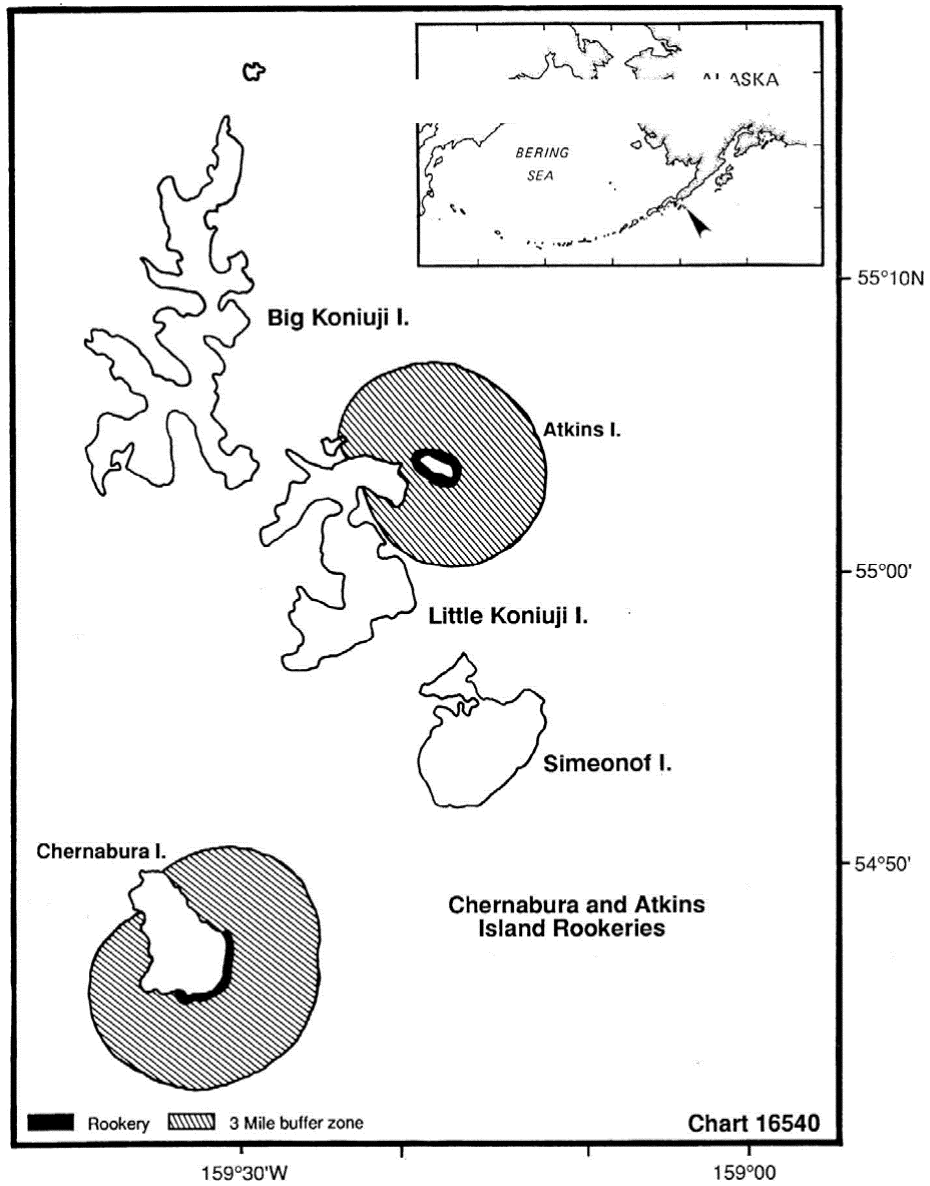 ALASKA
BERING
SEA
55°10N
Big Koniuji I.
Atkins I.
55°00'
Little Koniuji I.
Simeonof I.
Chernabura I.
54°50'
Chernabura and Atkins
Island Rookeries
Rookery
3 Mile buffer zone
Chart 16540
159°30'W
159°00